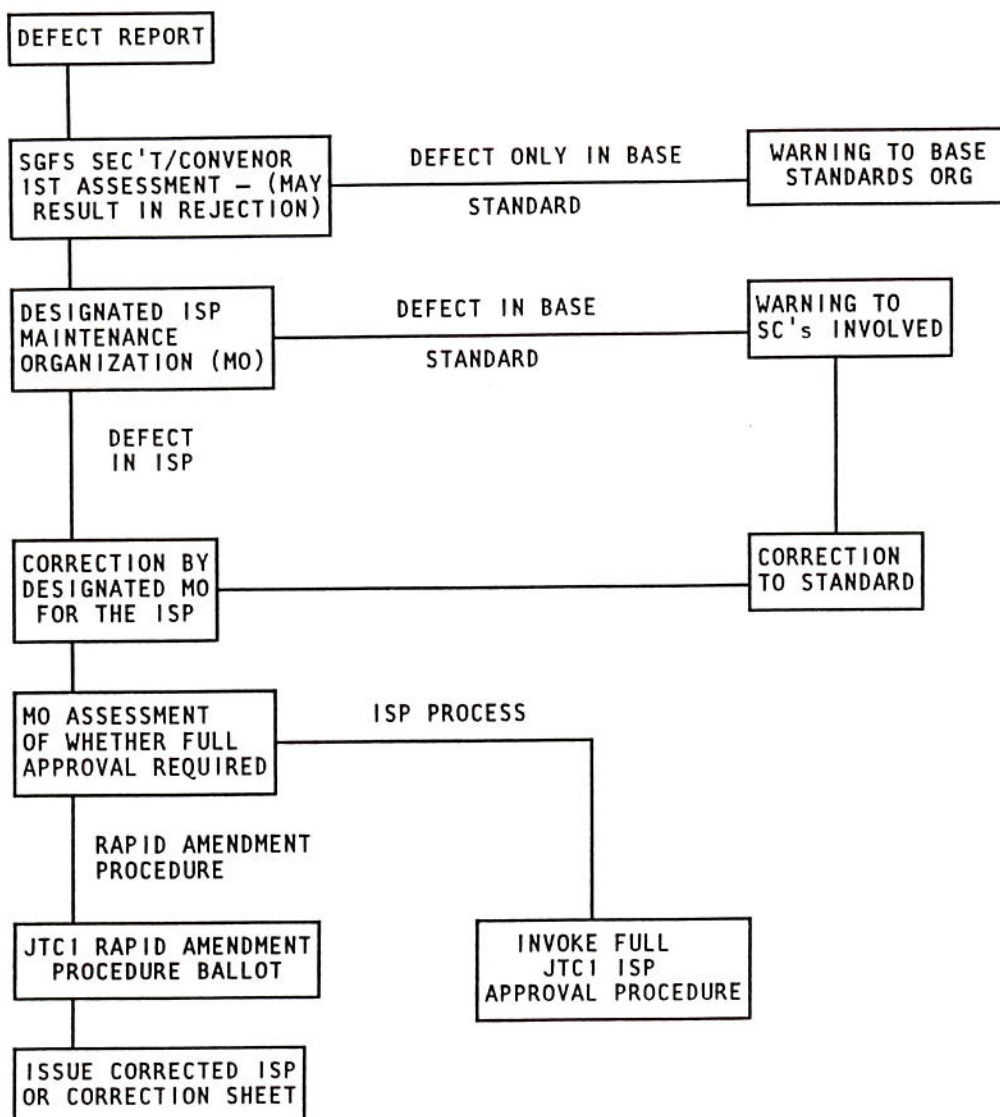 DEFECT REPORT
SGFS SEC'T/CONVENOR
1ST ASSESSMENT – (MAY
RESULT IN REJECTION)
DEFECT ONLY IN BASE
STANDARD
WARNING TO BASE
STANDARDS ORG
DESIGNATED ISP
MAINTENANCE
ORGANIZATION (MO)
DEFECT IN BASE
STANDARD
WARNING TO
SC's INVOLVED
DEFECT
IN ISP
CORRECTION BY
DESIGNATED MO
FOR THE ISP
CORRECTION
TO STANDARD
MO ASSESSMENT
OF WHETHER FULL
APPROVAL REQUIRED
ISP PROCESS
RAPID AMENDMENT
PROCEDURE
JTC1 RAPID AMENDMENT
PROCEDURE BALLOT
INVOKE FULL
JTC1 ISP
APPROVAL PROCEDURE
ISSUE CORRECTED ISP
OR CORRECTION SHEET